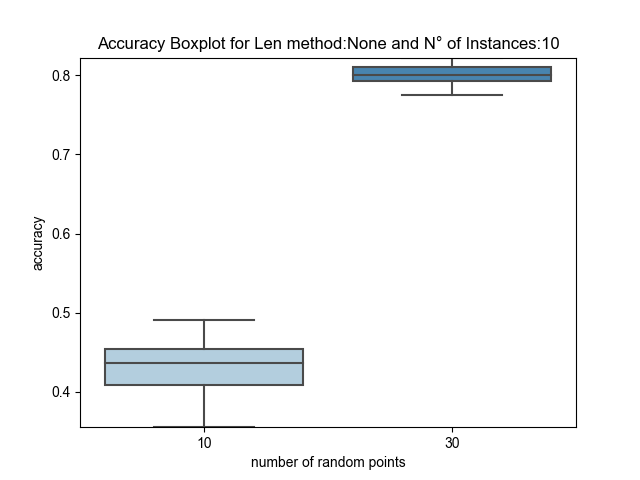 Accuracy Boxplot for Len method:None and N° of Instances:10
0.8
0.7
0.6
0.5
0.4
accuracy
10
30
number of random points